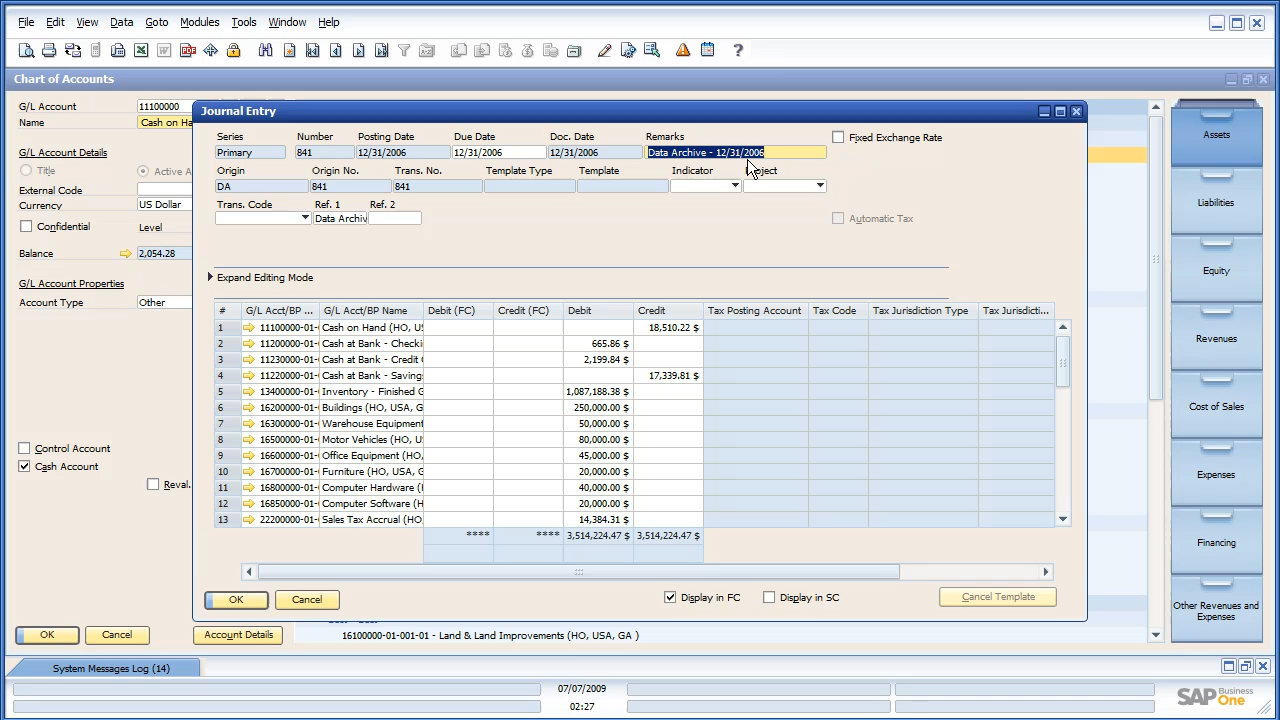 File Edit View Data Goto Modules Tools Window Help
Chart of Accounts
G/L Account 11100000
Name Cash on Ha
G/L Account Details
Title Active A
External Code
Currency US Dollar
Confidential Level
Balance 2,054.28
G/L Account Properties
Account Type Other
Control Account
Cash Account
Reval.
OK Cancel Account Details
Journal Entry
Series Number Posting Date Due Date Doc. Date Remarks
Primary 841 12/31/2006 12/31/2006 12/31/2006 Data Archive - 12/31/2006
Fixed Exchange Rate
Origin Origin No. Trans. No. Template Type Template Indicator
DA 841 841
Trans. Code Ref. 1 Ref. 2
Data Archiv
Automatic Tax
Expand Editing Mode
# G/L Acct/BP ... G/L Acct/BP Name Debit (FC) Credit (FC) Debit Credit Tax Posting Account Tax Code Tax Jurisdiction Type Tax Jurisdicti...
1 11100000-01- Cash on Hand (HO, US 18,510.22 $
2 11200000-01- Cash at Bank - Checki 665.86 $
3 11230000-01- Cash at Bank - Credit 2,199.84 $
4 11220000-01- Cash at Bank - Saving 17,339.81 $
5 13400000-01- Inventory - Finished G 1,087,188.38 $
6 16200000-01- Buildings (HO, USA, G 250,000.00 $
7 16300000-01- Warehouse Equipment 50,000.00 $
8 16500000-01- Motor Vehicles (HO, U 80,000.00 $
9 16600000-01- Office Equipment (HO, 45,000.00 $
10 16700000-01- Furniture (HO, USA, G 20,000.00 $
11 16800000-01- Computer Hardware ( 40,000.00 $
12 16850000-01- Computer Software (H 20,000.00 $
13 22200000-01- Sales Tax Accrual (HO 14,384.31 $
**** **** 3,514,224.47 $ 3,514,224.47 $
OK Cancel
Display in FC Display in SC
Cancel Template
16100000-01-001-01 - Land & Land Improvements (HO, USA, GA )
Assets
Liabilities
Equity
Revenues
Cost of Sales
Expenses
Financing
Other Revenues and
Expenses
System Messages Log (14)
07/07/2009
02:27
SAP Business One